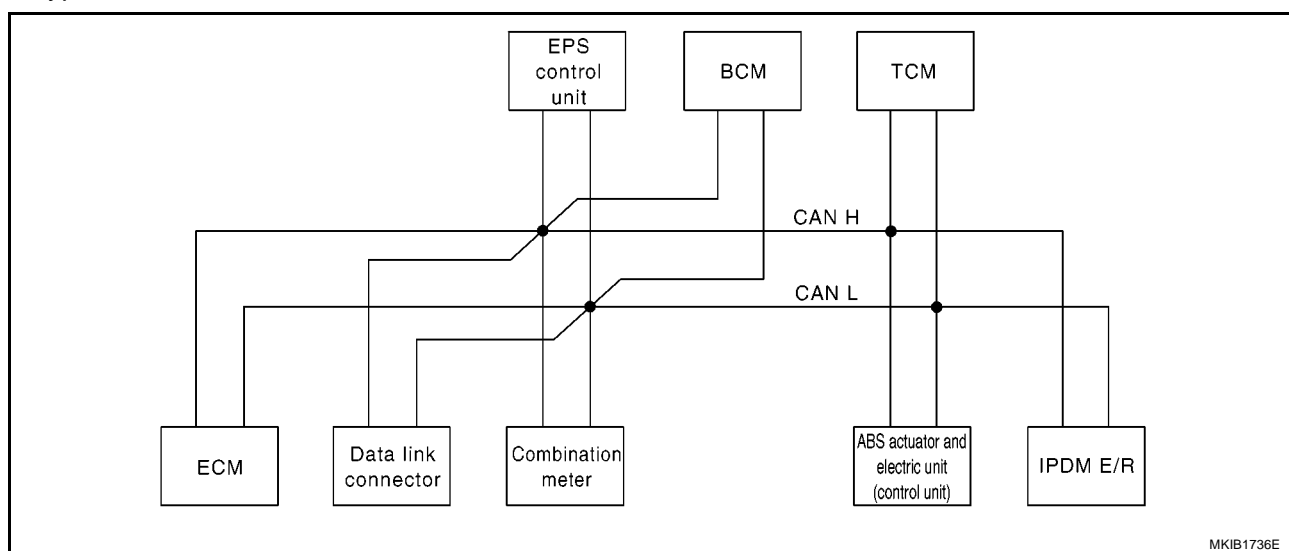 EPS
control
unit
BCM
TCM
CAN H
CAN L
ECM
Data link
connector
Combination
meter
ABS actuator and
electric unit
(control unit)
IPDM E/R
MKIB1736E